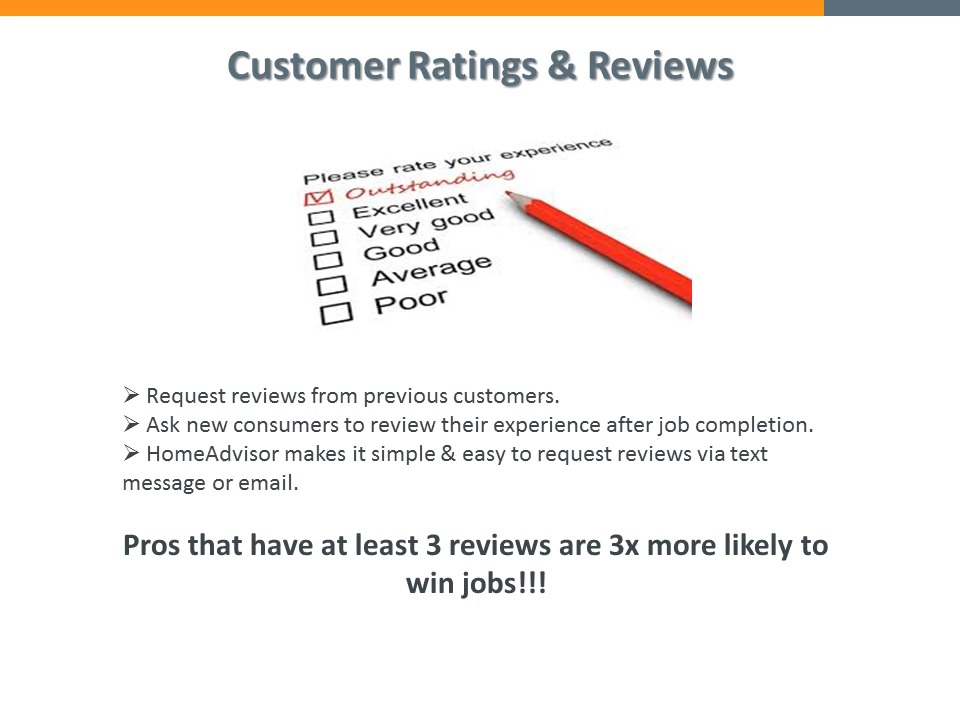 Customer Ratings & Reviews
Please rate your experience
Outstanding
Excellent
Very good
Good
Average
Poor
➢ Request reviews from previous customers.
➢ Ask new consumers to review their experience after job completion.
➢ HomeAdvisor makes it simple & easy to request reviews via text
message or email.
Pros that have at least 3 reviews are 3x more likely to
win jobs!!!